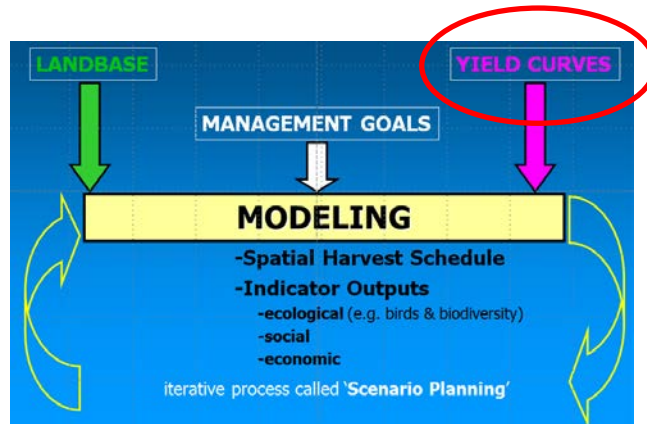 LANDBASE
YIELD CURVES
MANAGEMENT GOALS
MODELING
-Spatial Harvest Schedule
-Indicator Outputs
-ecological (e.g. birds & biodiversity)
-social
-economic
iterative process called ‘Scenario Planning’